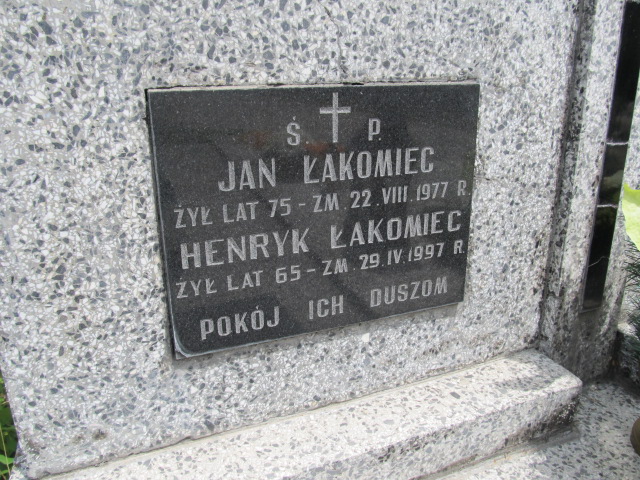 Ś. P
JAN ŁAKOMIEC
ŻYŁ LAT 75 - ZM. 22.VIII.1977 R.
HENRYK ŁAKOMIEC
ŻYŁ LAT 65 - ZM. 29.IV.1997 R.
POKÓJ ICH DUSZOM